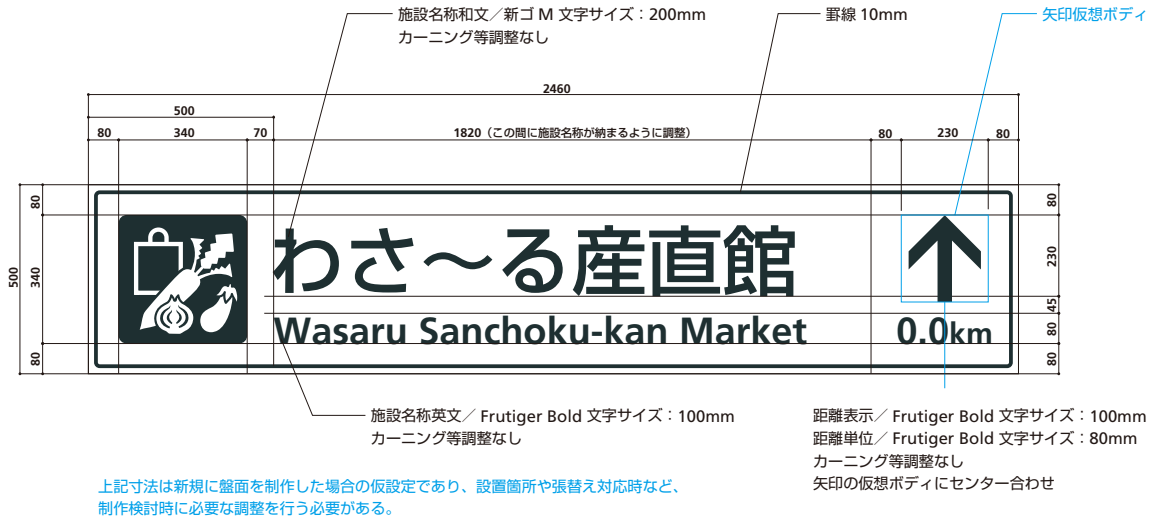 施設名称和文／新ゴ M 文字サイズ：200mm
カーニング等調整なし
罫線 10mm
矢印仮想ボディ
2460
500
80
340
70
1820（この間に施設名称が納まるように調整）
80
230
80
500
80
340
80
わさ～る産直館
Wasaru Sanchoku-kan Market
0.0km
80
230
45
80
80
施設名称英文／ Frutiger Bold 文字サイズ：100mm
カーニング等調整なし
距離表示／ Frutiger Bold 文字サイズ：100mm
距離単位／ Frutiger Bold 文字サイズ：80mm
カーニング等調整なし
矢印の仮想ボディにセンター合わせ
上記寸法は新規に盤面を制作した場合の仮設定であり、設置箇所や張替え対応時など、
制作検討時に必要な調整を行う必要がある。